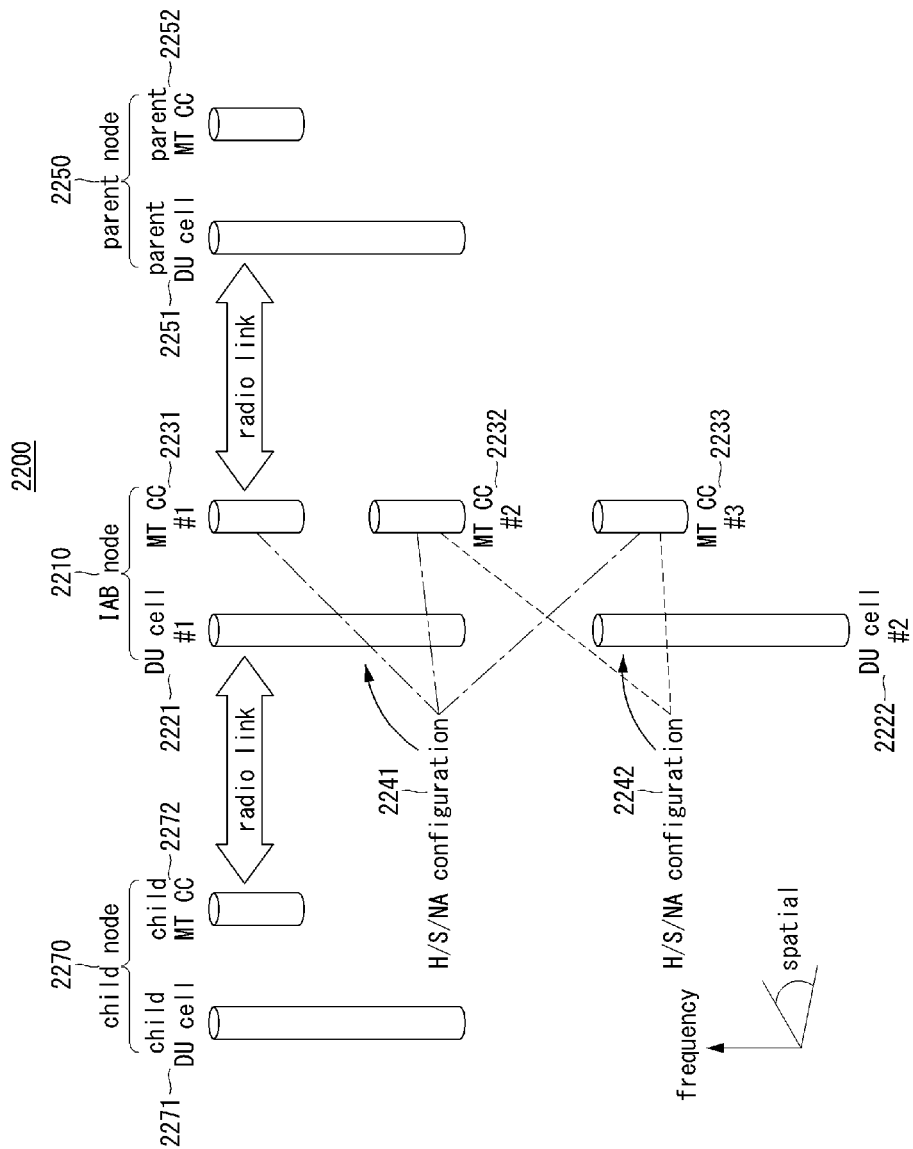 2200
2270
child node
child
DU cell
2271
child
MT CC
2272
radio link
2210
IAB node
DU cell
#1
2221
MT CC
#1
2231
radio link
2250
parent node
parent
DU cell
2251
parent
MT CC
2252
2241
H/S/NA configuration
MT CC
#2
2232
2242
H/S/NA configuration
MT CC
#3
2233
DU cell
#2
2222
frequency
spatial